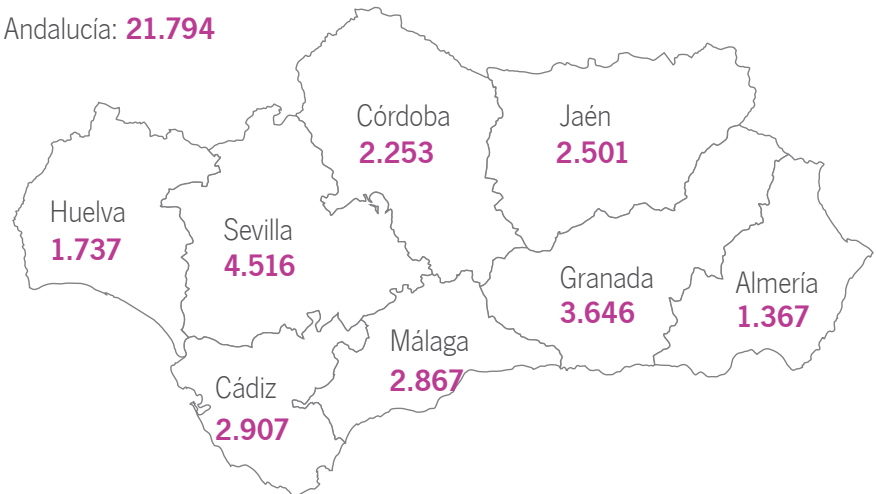 Andalucía: 21.794
Córdoba
2.253
Jaén
2.501
Huelva
1.737
Sevilla
4.516
Granada
3.646
Almería
1.367
Málaga
2.867
Cádiz
2.907